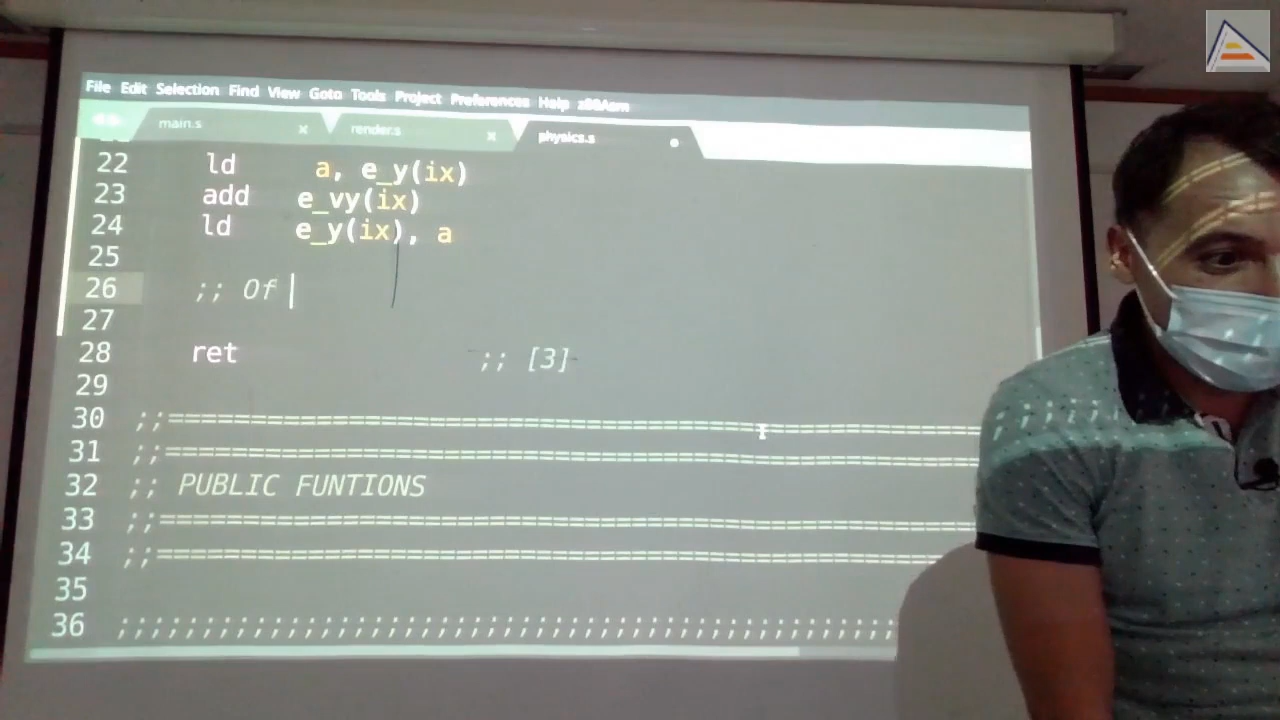 File Edit Selection Find View Goto Tools Project Preferences Help z80Asm
main.s × render.s × physics.s
22 ld a, e_y(ix)
23 add e_vy(ix)
24 ld e_y(ix), a
25
26 ;; Of
27
28 ret ;; [3]
29
30 ;;==================================================
31 ;;==================================================
32 ;; PUBLIC FUNTIONS
33 ;;==================================================
34 ;;==================================================
35
36 ;;;;;;;;;;;;;;;;;;;;;;;;;;;;;;;;;;;;;;;;;;;;;;;;